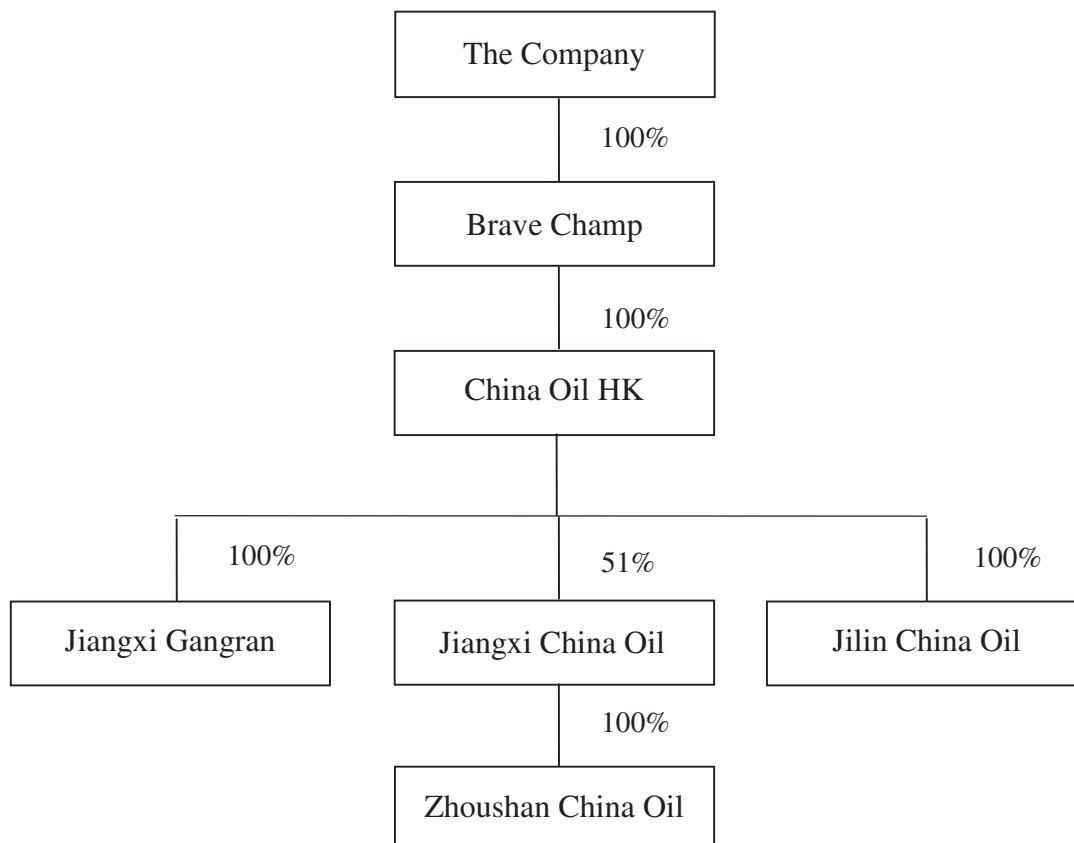 The Company
100%
Brave Champ
100%
China Oil HK
100%
51%
100%
Jiangxi Gangran
Jiangxi China Oil
Jilin China Oil
100%
Zhoushan China Oil